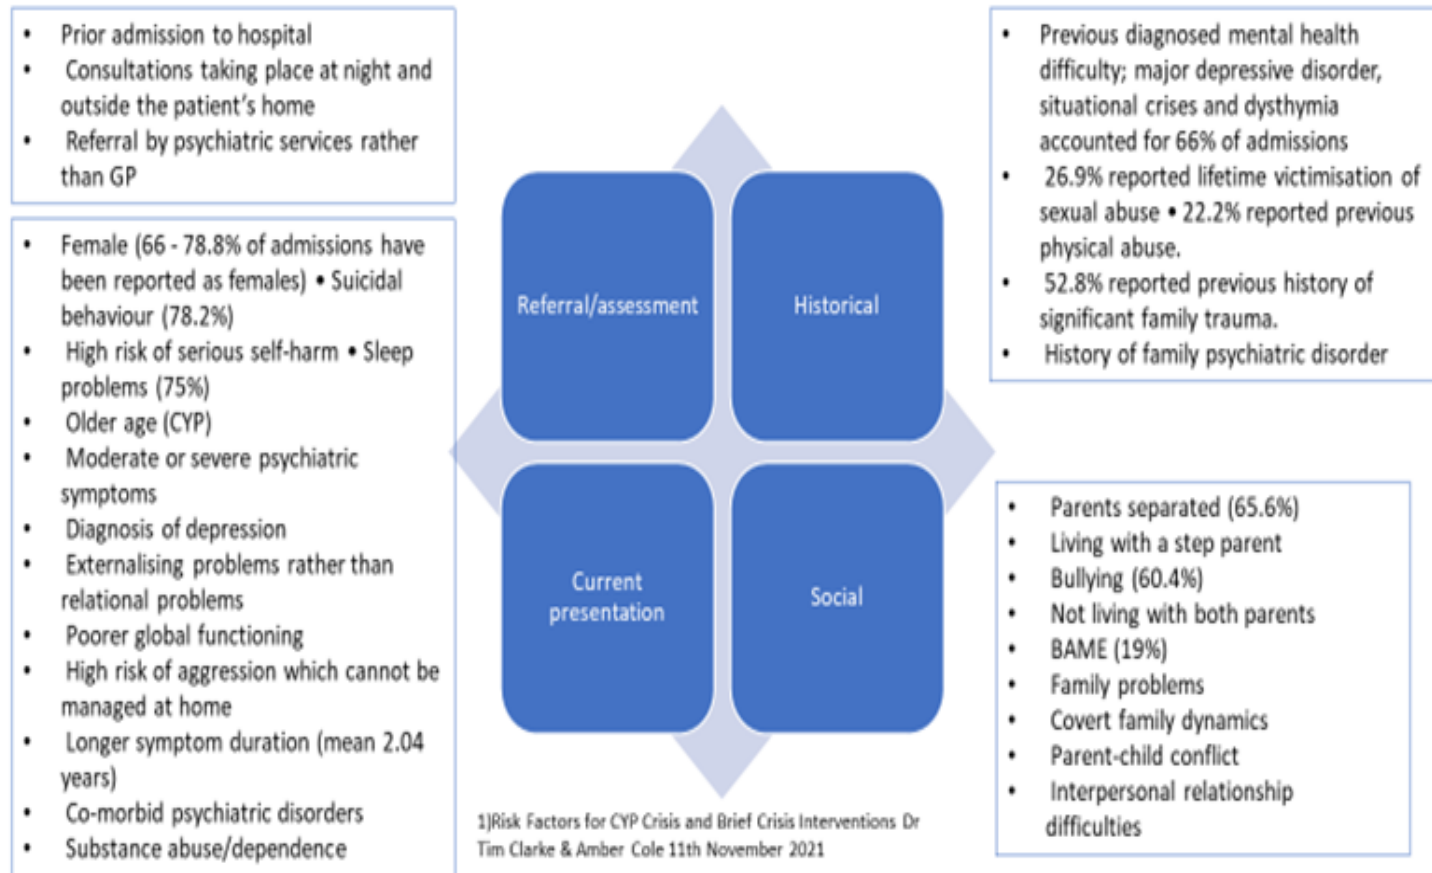 • Prior admission to hospital
• Consultations taking place at night and
outside the patient's home
• Referral by psychiatric services rather
than GP
• Female (66 - 78.8% of admissions have
been reported as females) • Suicidal
behaviour (78.2%)
• High risk of serious self-harm • Sleep
problems (75%)
• Older age (CYP)
• Moderate or severe psychiatric
symptoms
• Diagnosis of depression
• Externalising problems rather than
relational problems
• Poorer global functioning
• High risk of aggression which cannot be
managed at home
• Longer symptom duration (mean 2.04
years)
• Co-morbid psychiatric disorders
• Substance abuse/dependence
Referral/assessment
Historical
Current
presentation
Social
1)Risk Factors for CYP Crisis and Brief Crisis Interventions Dr
Tim Clarke & Amber Cole 11th November 2021
• Previous diagnosed mental health
difficulty; major depressive disorder,
situational crises and dysthymia
accounted for 66% of admissions
• 26.9% reported lifetime victimisation of
sexual abuse • 22.2% reported previous
physical abuse.
• 52.8% reported previous history of
significant family trauma.
• History of family psychiatric disorder
• Parents separated (65.6%)
• Living with a step parent
• Bullying (60.4%)
• Not living with both parents
• BAME (19%)
• Family problems
• Covert family dynamics
• Parent-child conflict
• Interpersonal relationship
difficulties